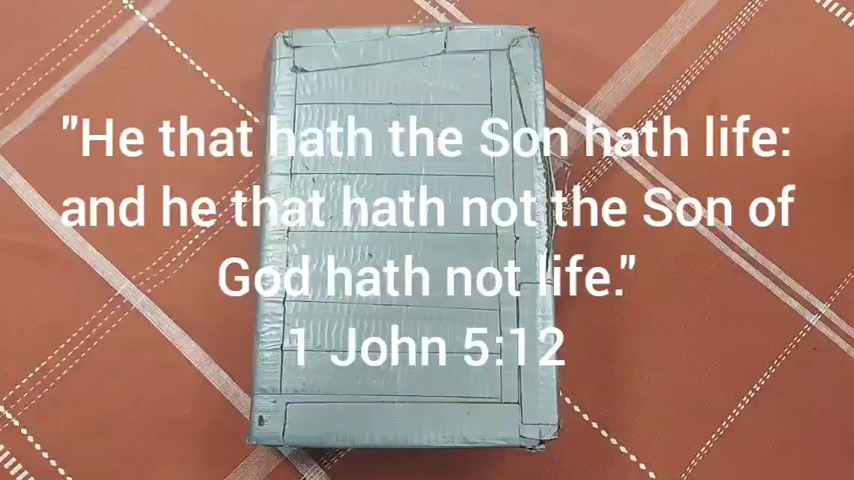 "He that hath the Son hath life:
and he that hath not the Son of
God hath not life."
1 John 5:12